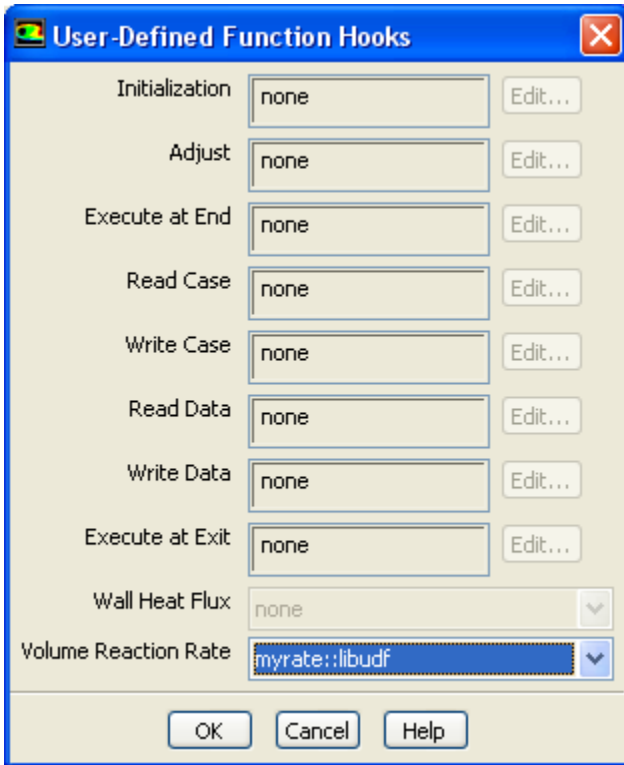 User-Defined Function Hooks
Initialization none Edit...
Adjust none Edit...
Execute at End none Edit...
Read Case none Edit...
Write Case none Edit...
Read Data none Edit...
Write Data none Edit...
Execute at Exit none Edit...
Wall Heat Flux none
Volume Reaction Rate myrate::libudf
OK Cancel Help